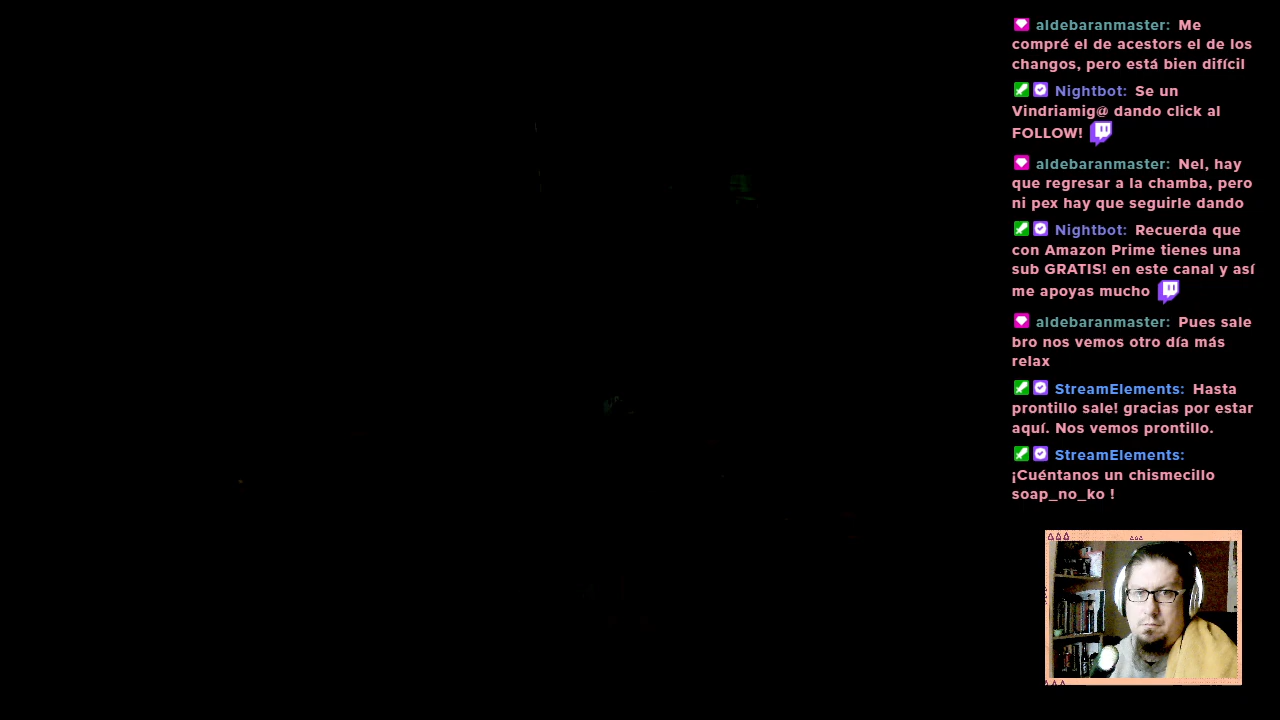 aldebaranmaster: Me
compré el de acestors el de los
changos, pero está bien difícil
Nightbot: Se un
Vindriamig@ dando click al
FOLLOW!
aldebaranmaster: Nel, hay
que regresar a la chamba, pero
ni pex hay que seguirle dando
Nightbot: Recuerda que
con Amazon Prime tienes una
sub GRATIS! en este canal y así
me apoyas mucho
aldebaranmaster: Pues sale
bro nos vemos otro día más
relax
StreamElements: Hasta
prontillo sale! gracias por estar
aquí. Nos vemos prontillo.
StreamElements:
¡Cuéntanos un chismecillo
soap_no_ko !